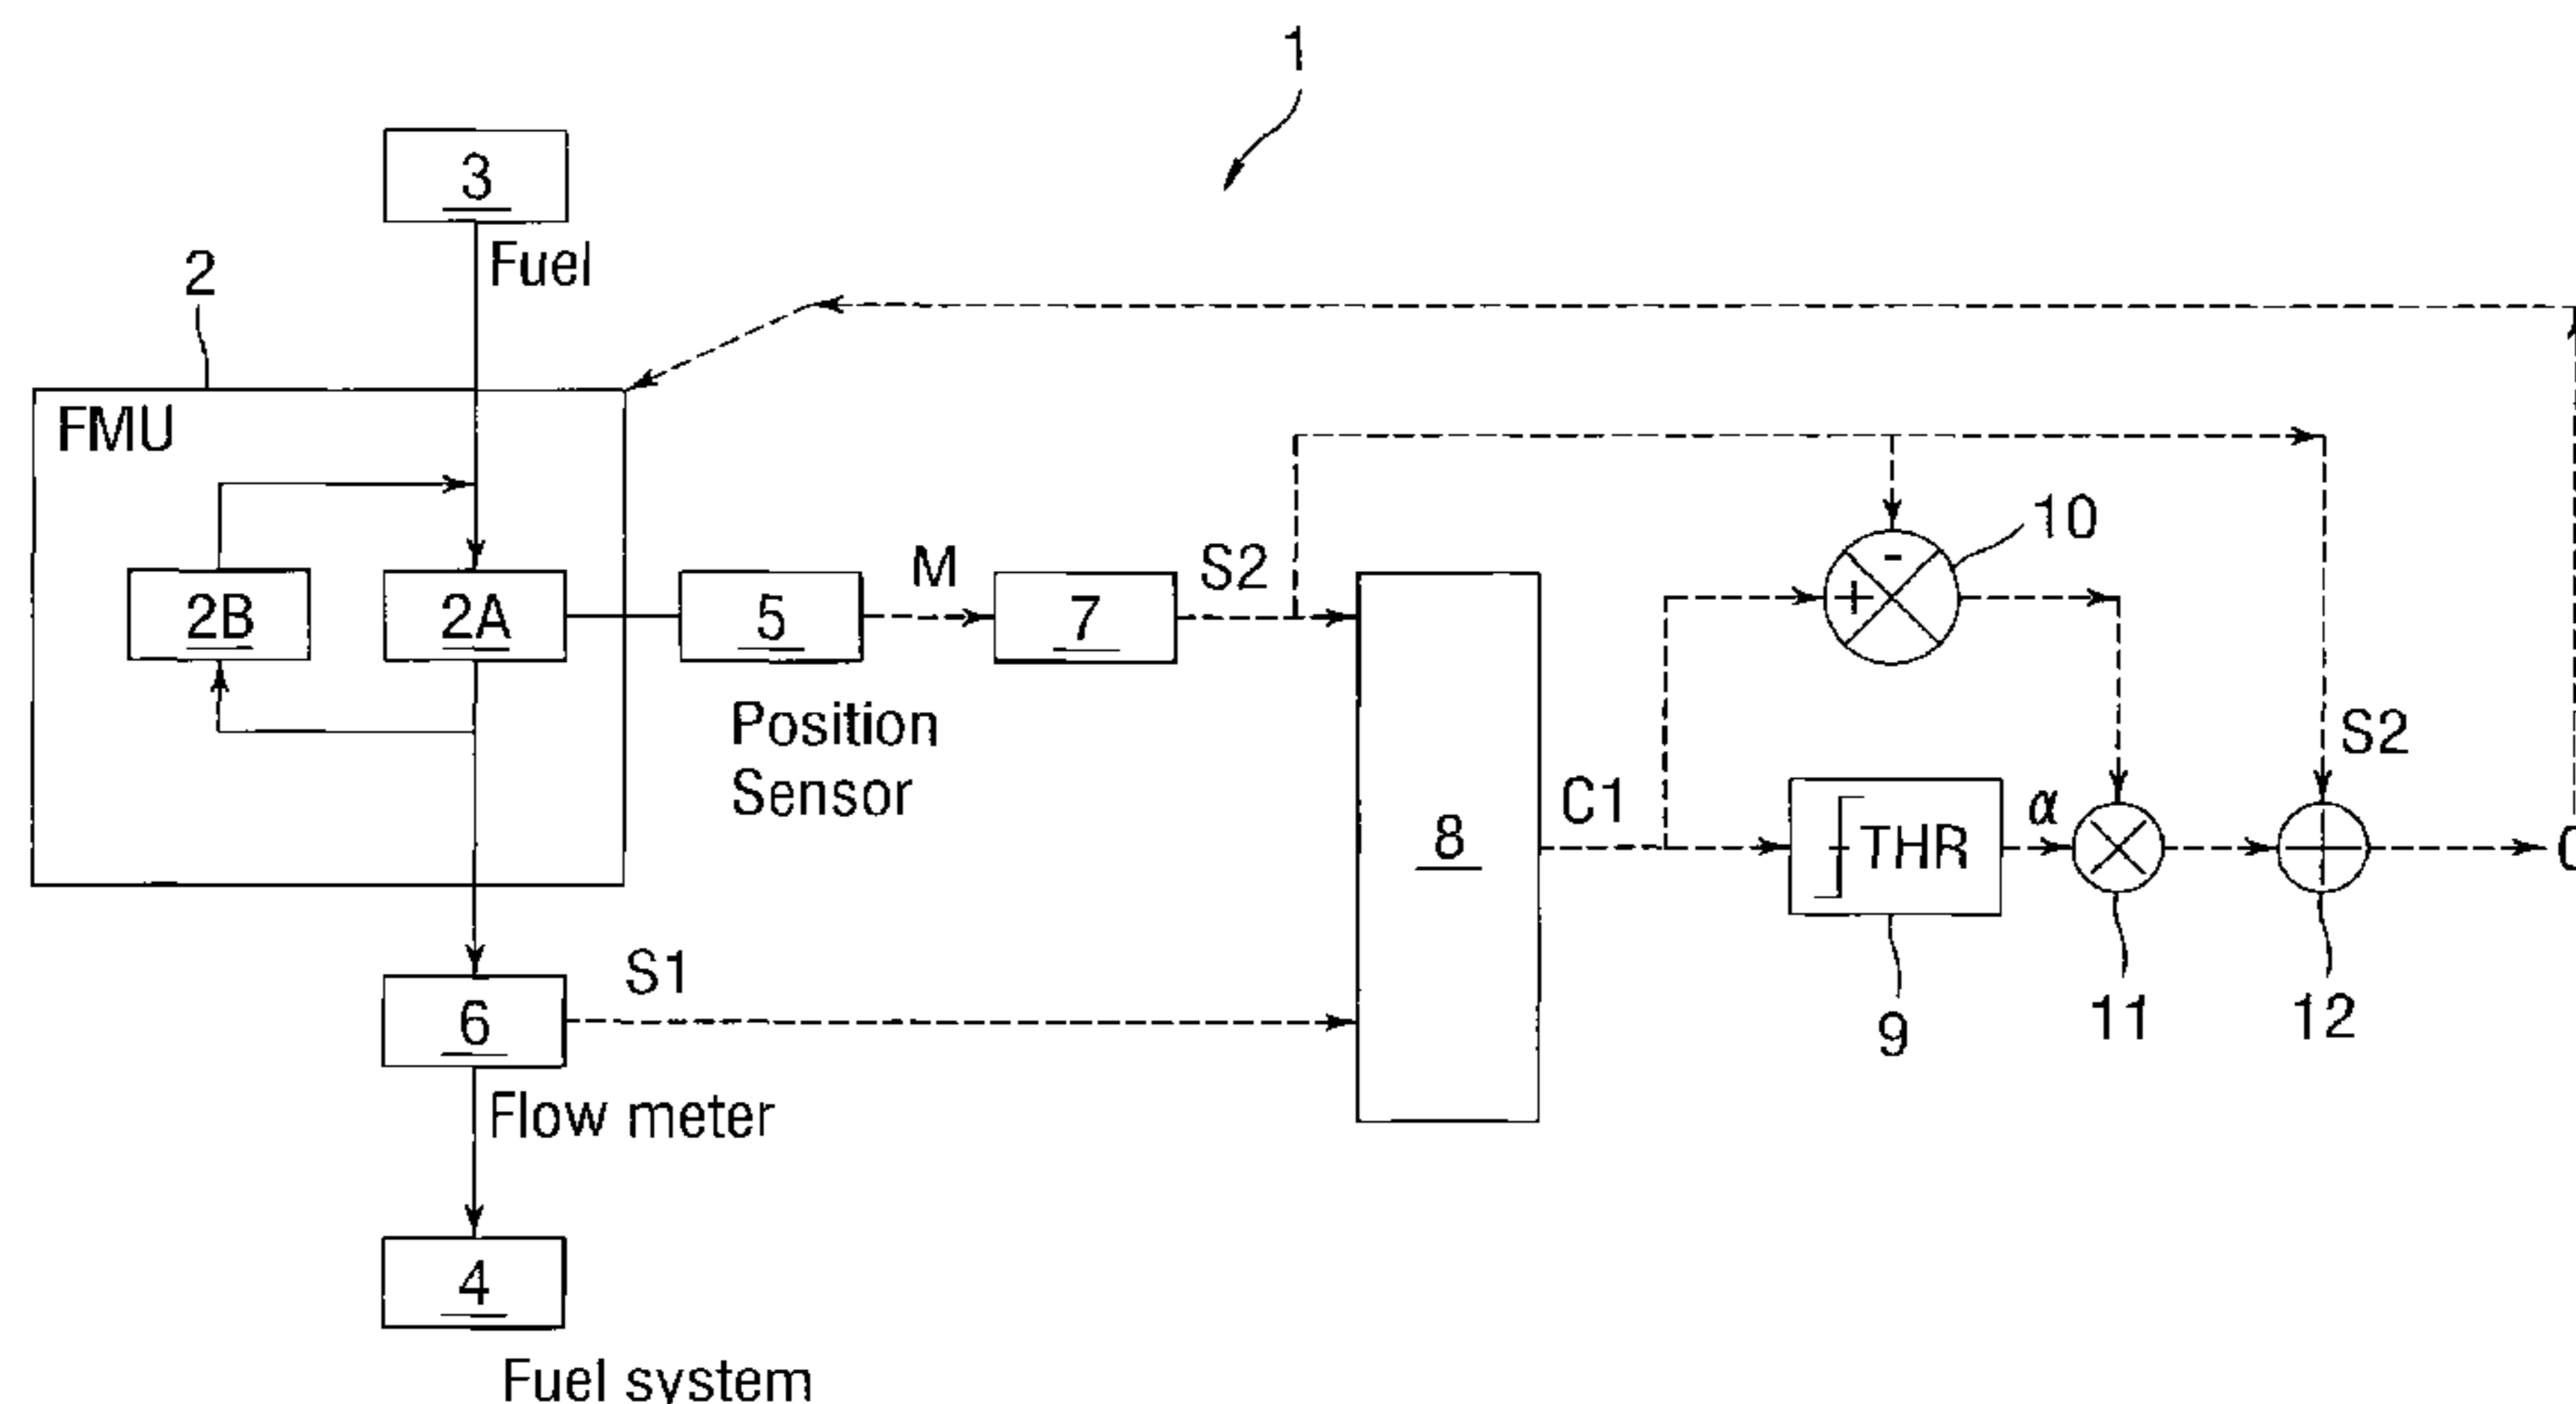 1
3
Fuel
2
FMU
2B
2A
5
M
7
S2
10
-
+
Position
Sensor
S2
8
C1
THR
α
9
11
12
6
S1
Flow meter
4
Fuel system